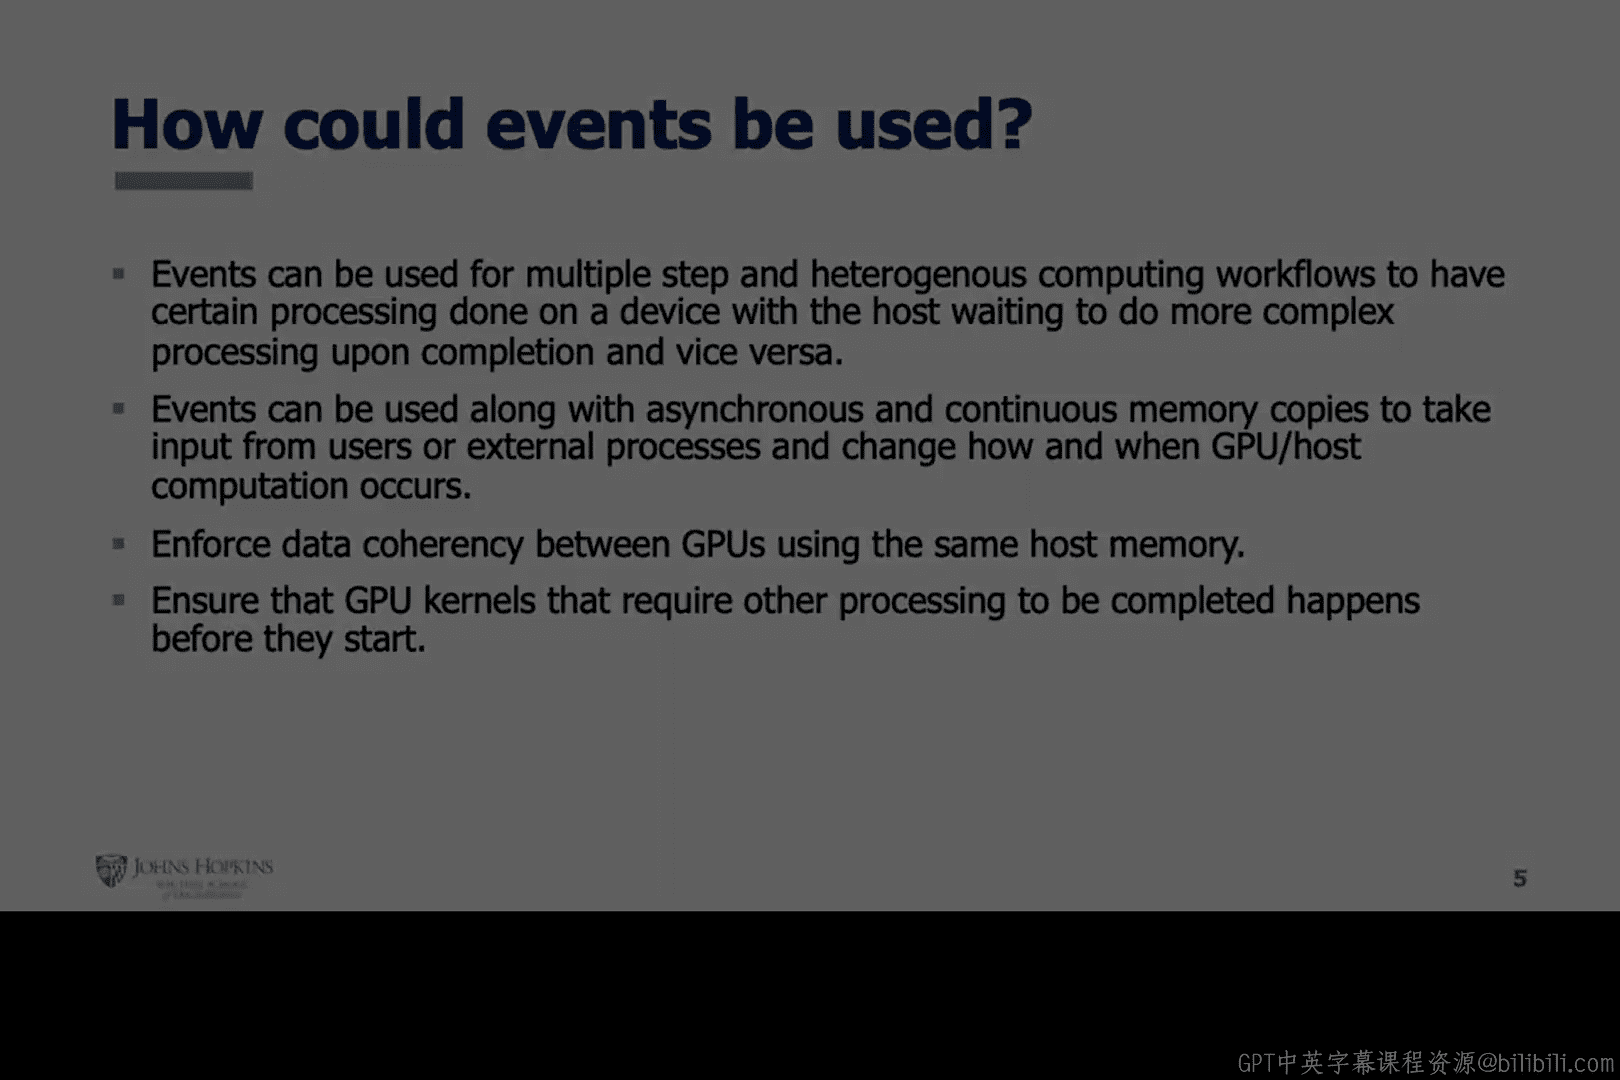 How could events be used?
Events can be used for multiple step and heterogenous computing workflows to have
certain processing done on a device with the host waiting to do more complex
processing upon completion and vice versa.
Events can be used along with asynchronous and continuous memory copies to take
input from users or external processes and change how and when GPU/host
computation occurs.
Enforce data coherency between GPUs using the same host memory.
Ensure that GPU kernels that require other processing to be completed happens
before they start.
JOHNS HOPKINS
5
GPT中英字幕课程资源@bilibili.com